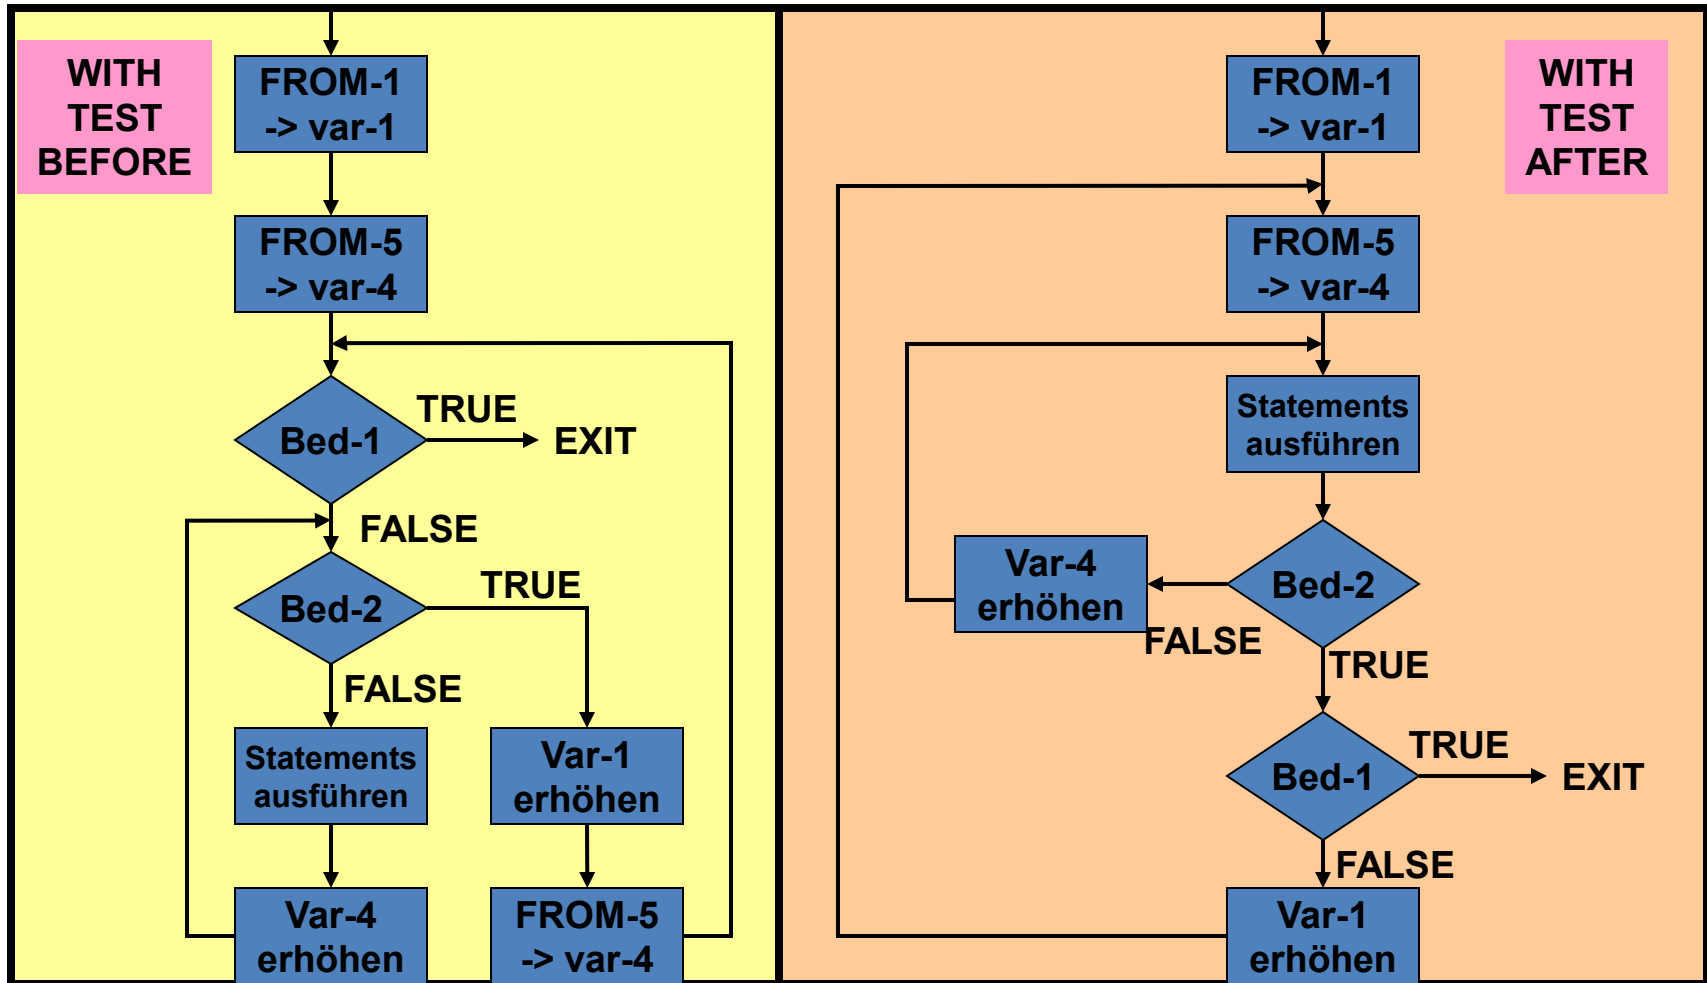 WITH
TEST
BEFORE
FROM-1
-> var-1
FROM-5
-> var-4
Bed-1
TRUE
EXIT
FALSE
Bed-2
TRUE
FALSE
Statements
ausführen
Var-1
erhöhen
Var-4
erhöhen
FROM-5
-> var-4
WITH
TEST
AFTER
FROM-1
-> var-1
FROM-5
-> var-4
Statements
ausführen
Var-4
erhöhen
Bed-2
FALSE
TRUE
Bed-1
TRUE
EXIT
FALSE
Var-1
erhöhen